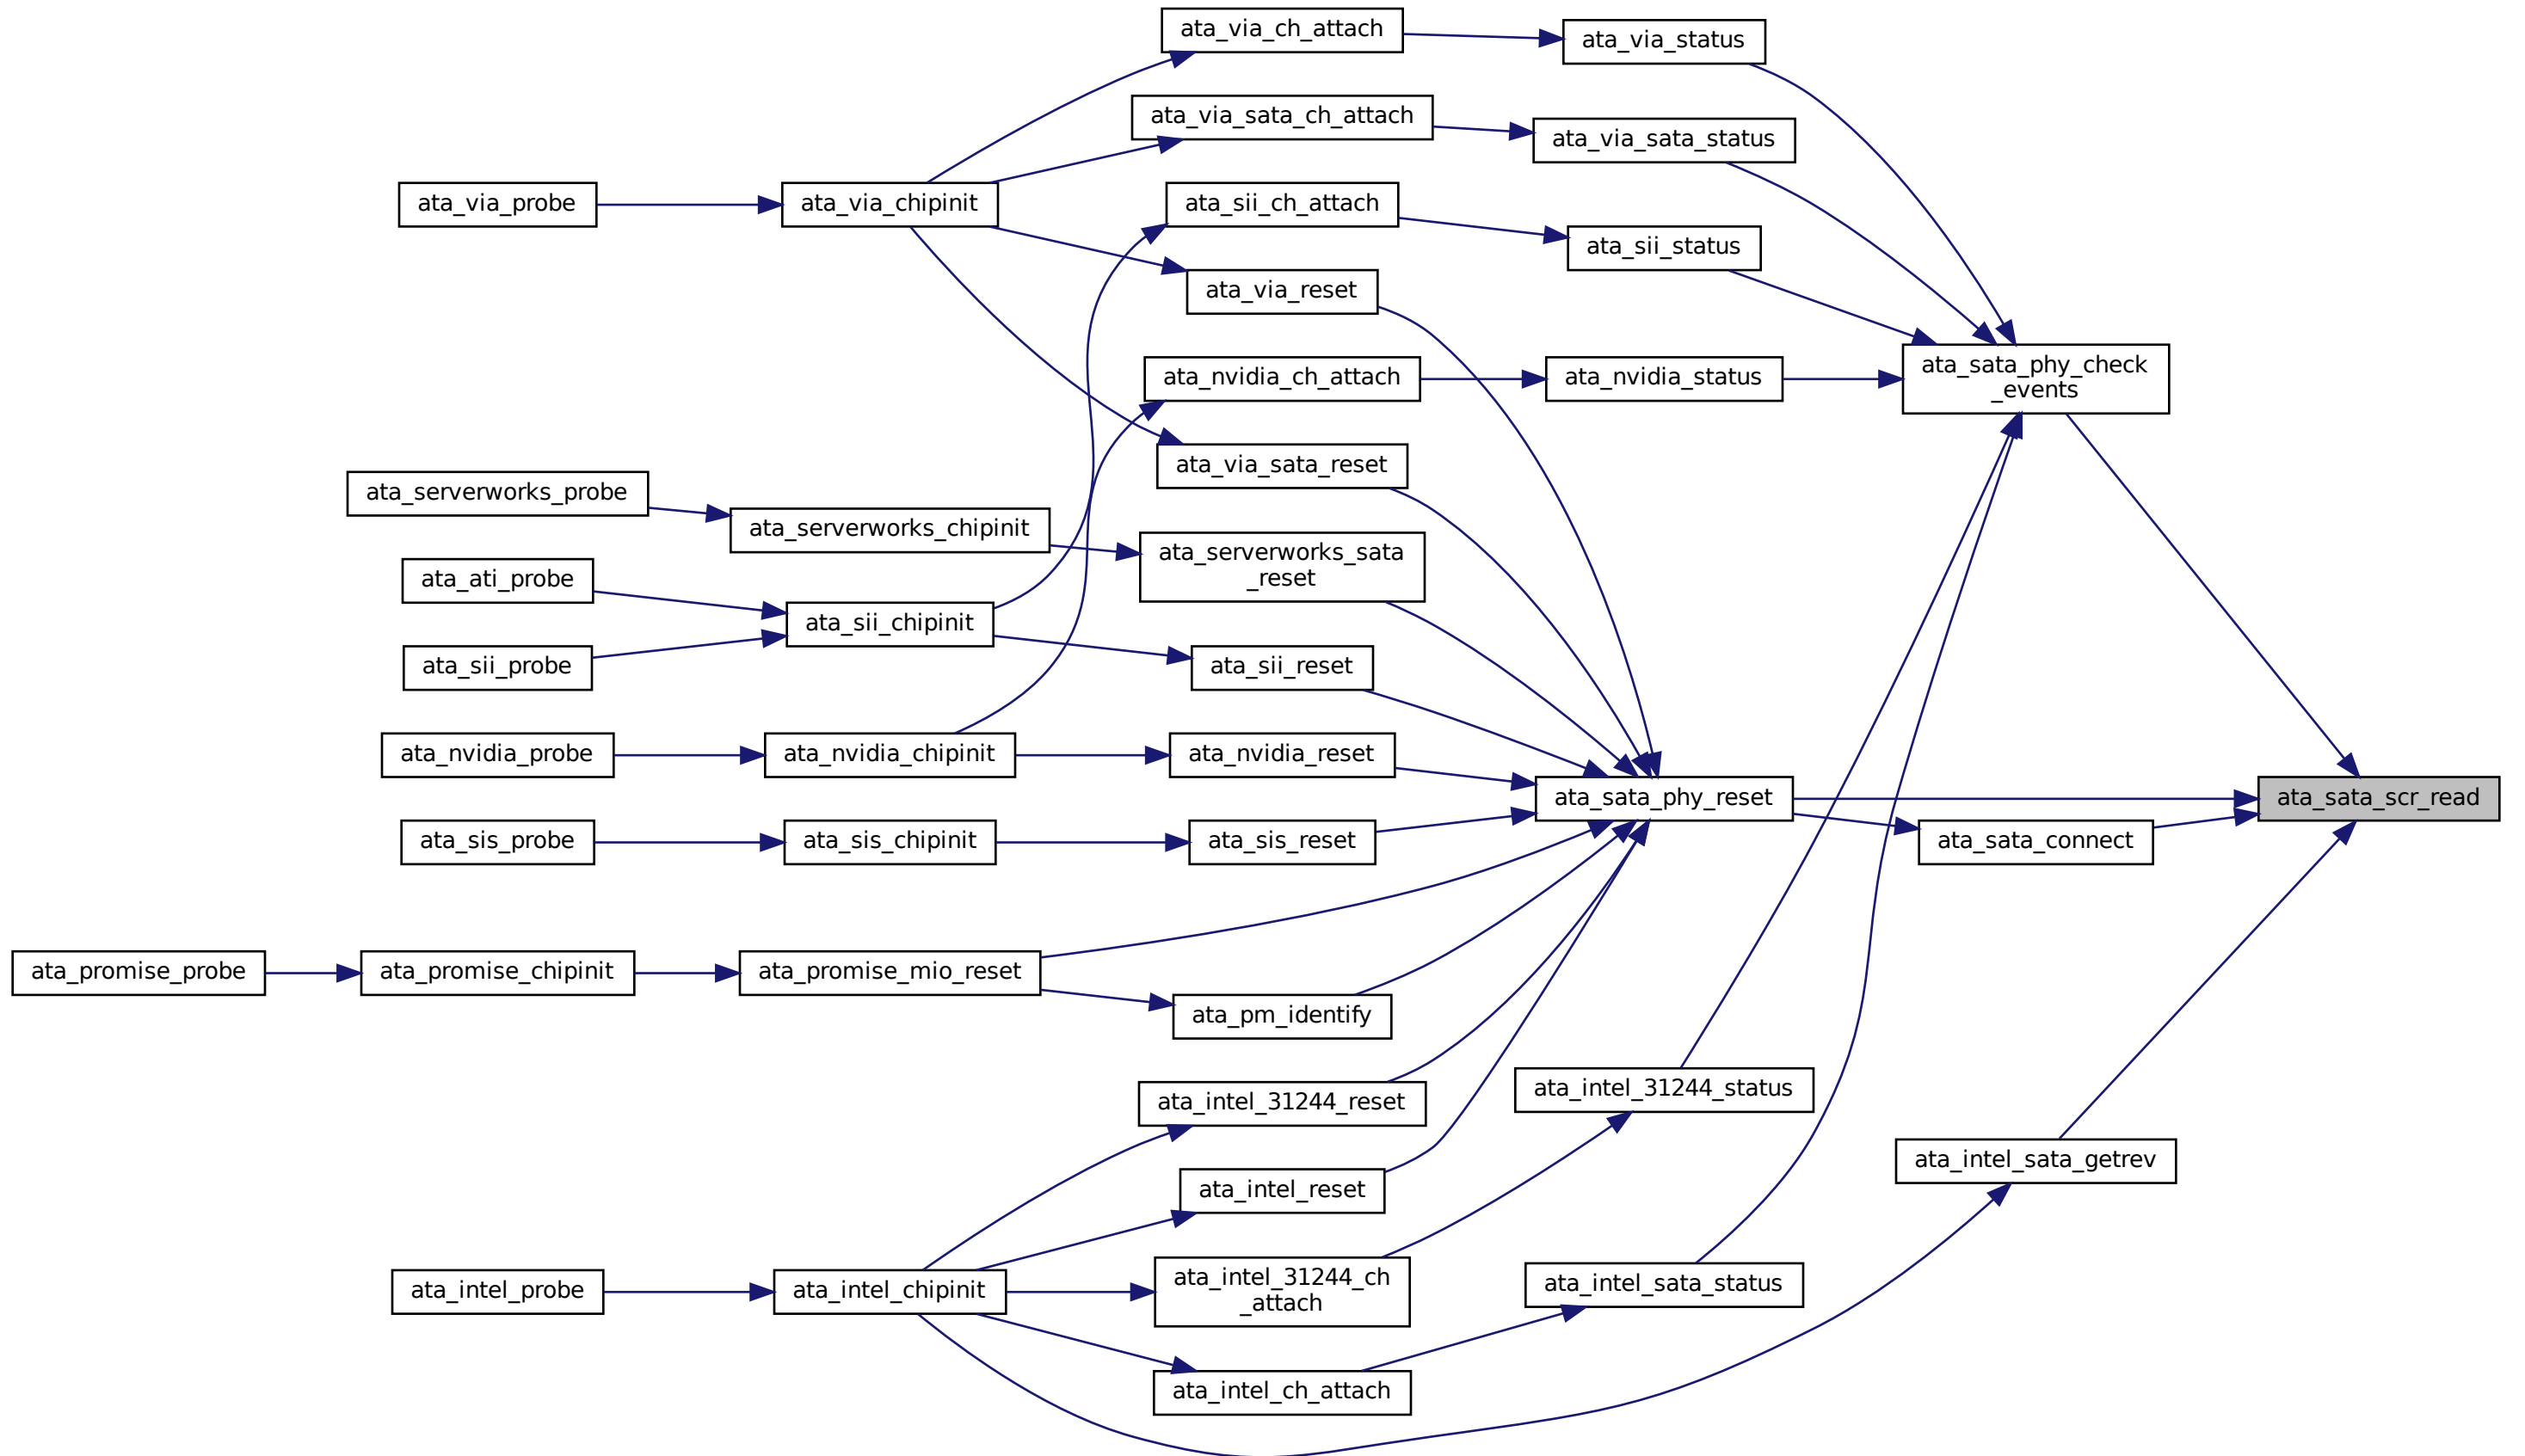 ata_via_ch_attach
ata_via_status
ata_via_sata_ch_attach
ata_via_sata_status
ata_via_probe
ata_via_chipinit
ata_sii_ch_attach
ata_sii_status
ata_via_reset
ata_nvidia_ch_attach
ata_nvidia_status
ata_sata_phy_check
_events
ata_via_sata_reset
ata_serverworks_probe
ata_serverworks_chipinit
ata_serverworks_sata
_reset
ata_ati_probe
ata_sii_chipinit
ata_sii_probe
ata_sii_reset
ata_nvidia_probe
ata_nvidia_chipinit
ata_nvidia_reset
ata_sata_phy_reset
ata_sata_scr_read
ata_sis_probe
ata_sis_chipinit
ata_sis_reset
ata_sata_connect
ata_promise_probe
ata_promise_chipinit
ata_promise_mio_reset
ata_pm_identify
ata_intel_31244_reset
ata_intel_31244_status
ata_intel_sata_getrev
ata_intel_reset
ata_intel_probe
ata_intel_chipinit
ata_intel_31244_ch
_attach
ata_intel_sata_status
ata_intel_ch_attach